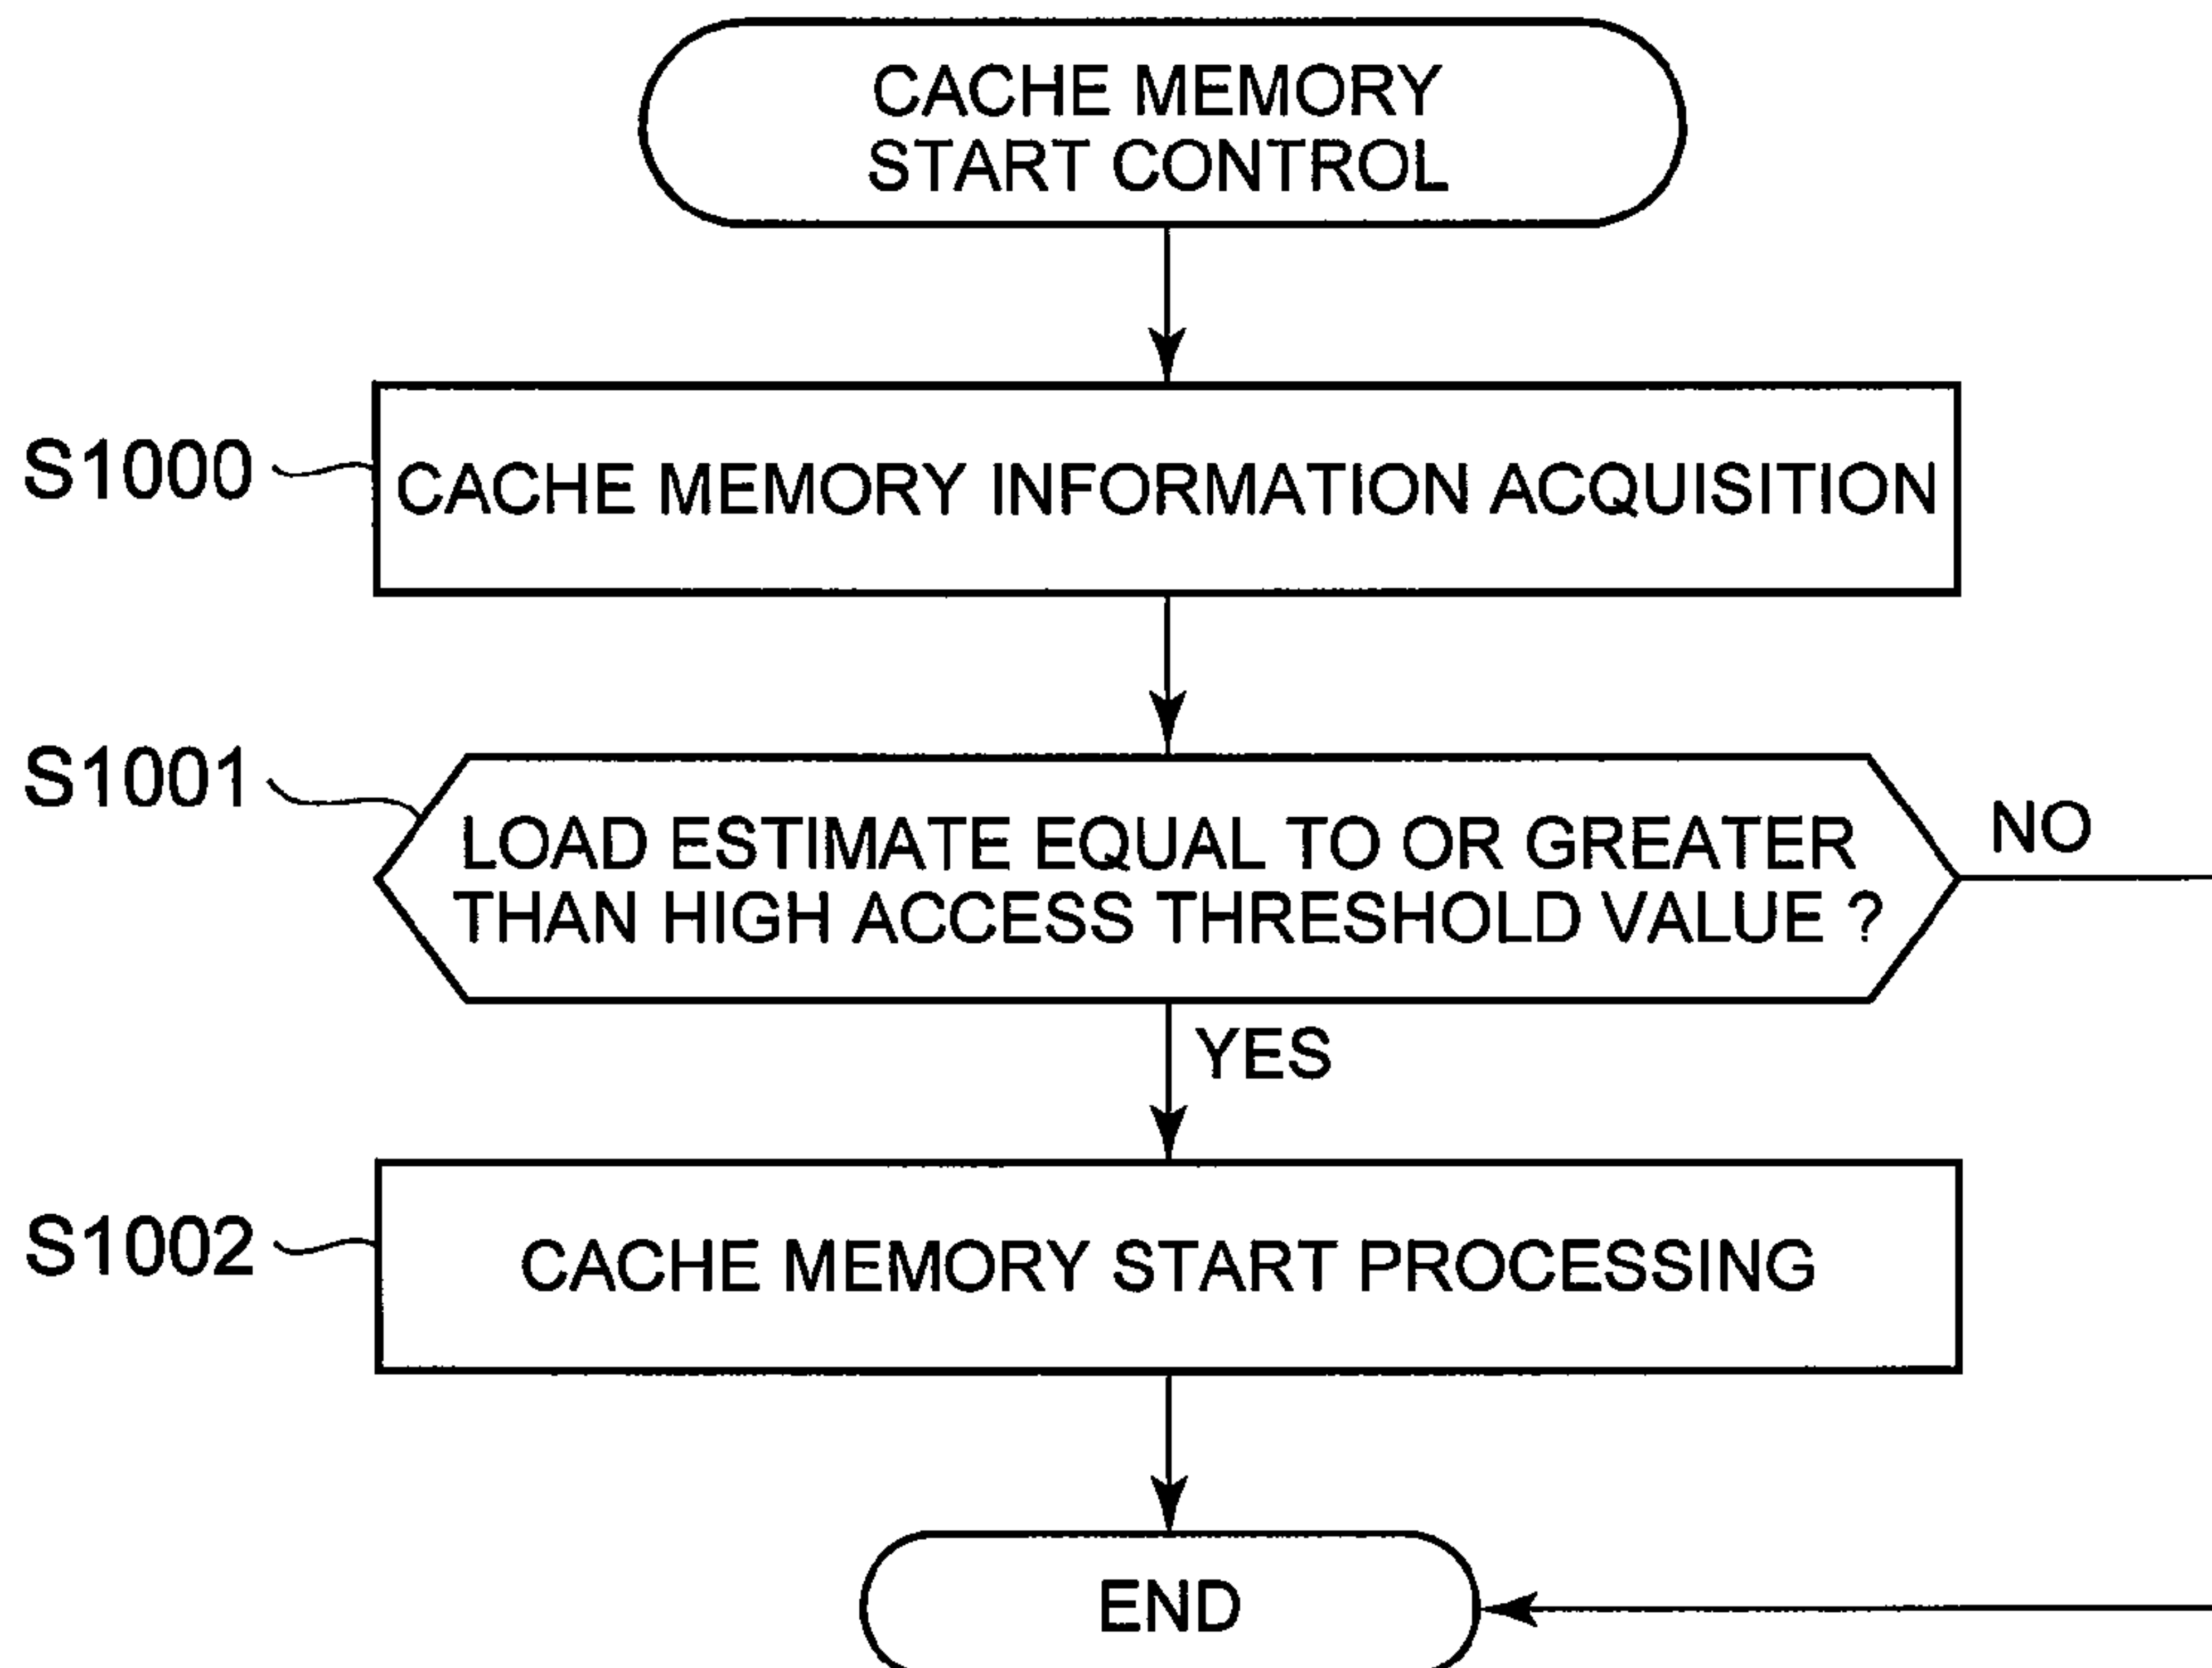 CACHE MEMORY
START CONTROL
S1000
CACHE MEMORY INFORMATION ACQUISITION
S1001
LOAD ESTIMATE EQUAL TO OR GREATER
THAN HIGH ACCESS THRESHOLD VALUE ?
NO
YES
S1002
CACHE MEMORY START PROCESSING
END